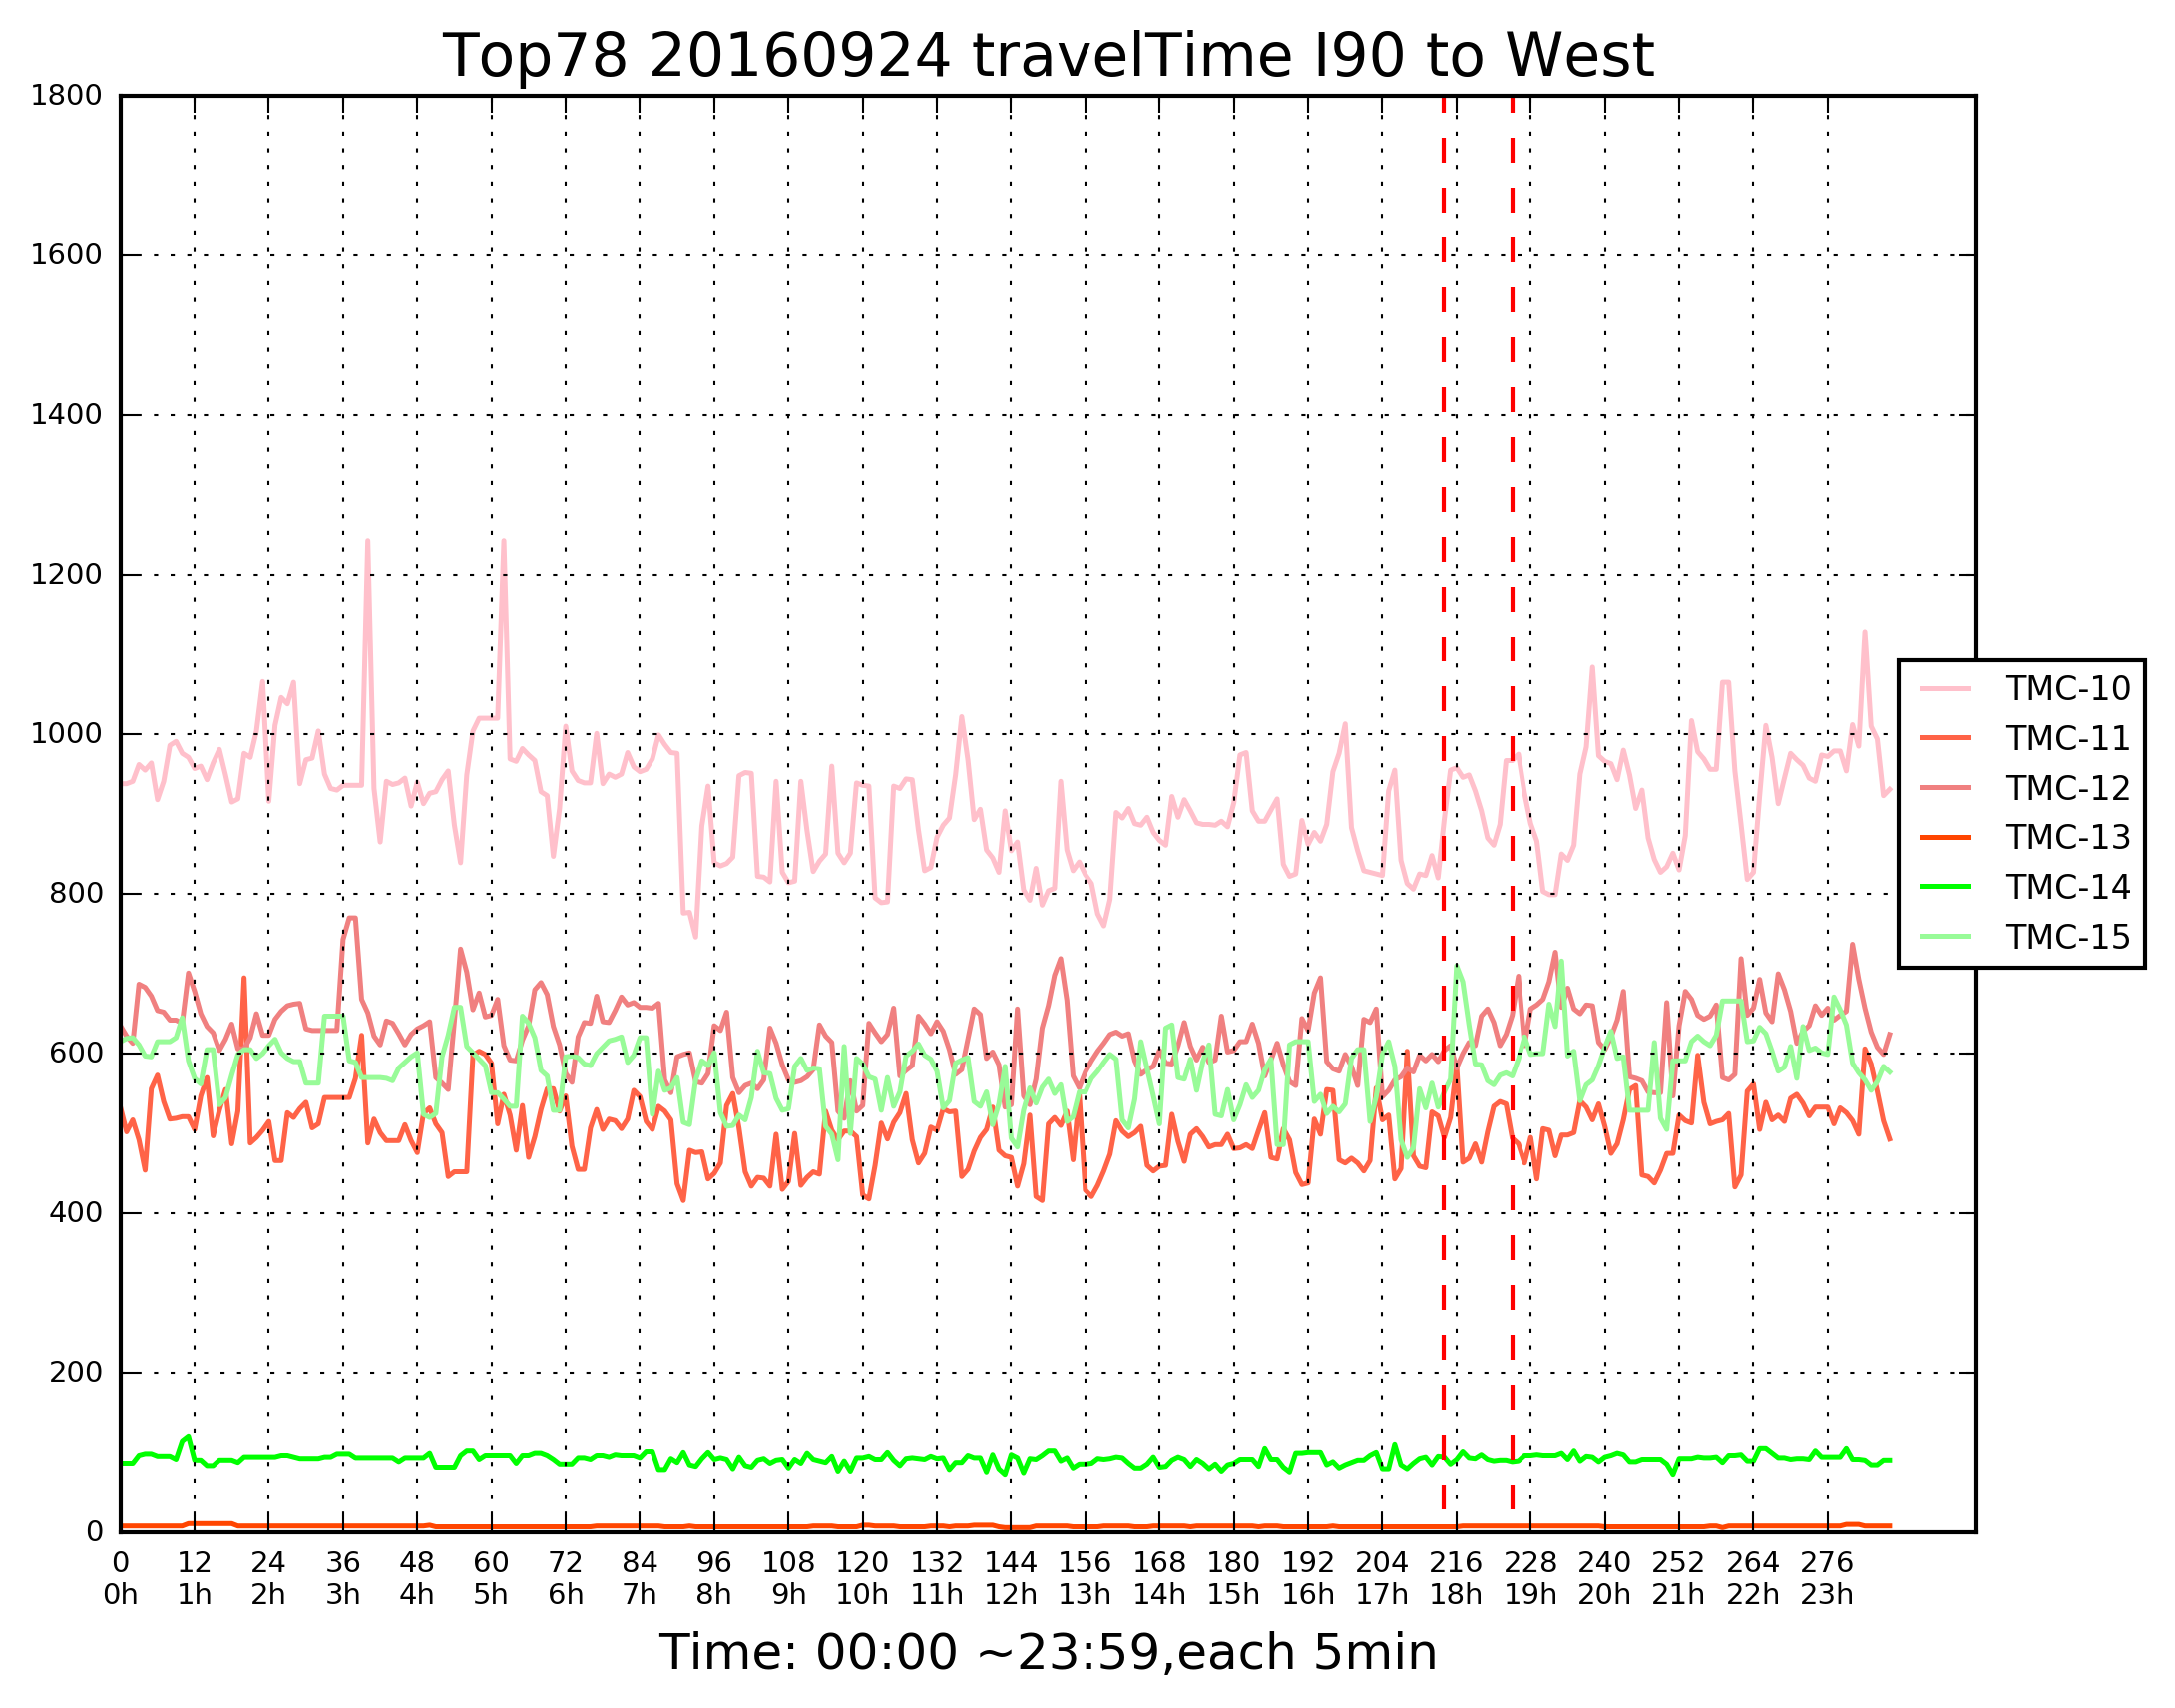 Top78 20160924 travelTime I90 to West
1800
1600
1400
1200
1000
800
600
400
200
0
TMC-10
TMC-11
TMC-12
TMC-13
TMC-14
TMC-15
0 12 24 36 48 60 72 84 96 108 120 132 144 156 168 180 192 204 216 228 240 252 264 276
0h 1h 2h 3h 4h 5h 6h 7h 8h 9h 10h 11h 12h 13h 14h 15h 16h 17h 18h 19h 20h 21h 22h 23h
Time: 00:00 ~23:59,each 5min